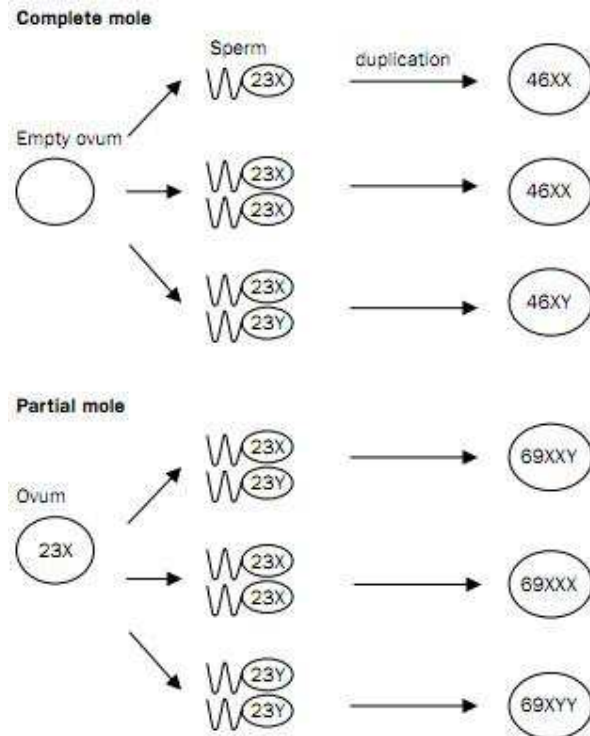 Complete mole
Sperm
duplication
23X
46XX
Empty ovum
23X
46XX
23X
23X
46XY
23Y
Partial mole
23X
69XXY
23Y
Ovum
23X
23X
69XXX
23X
23Y
69XYY
23Y